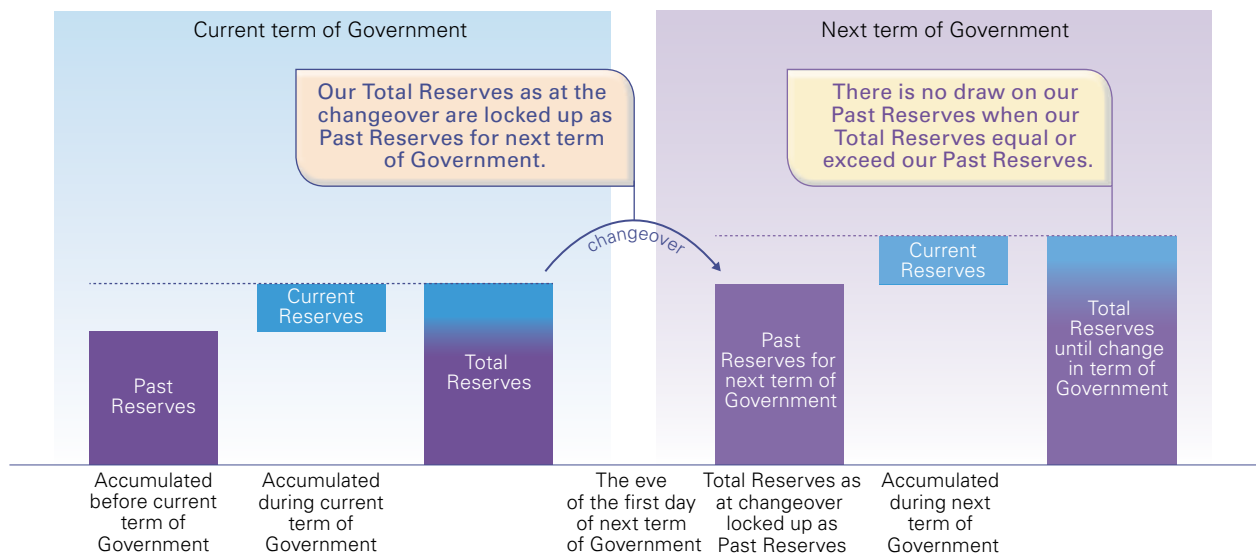 Current term of Government
Our Total Reserves as at the
changeover are locked up as
Past Reserves for next term
of Government.
Past
Reserves
Current
Reserves
Total
Reserves
Accumulated
before current
term of
Government
Accumulated
during current
term of
Government
changeover
The eve
of the first day
of next term
of Government
Next term of Government
There is no draw on our
Past Reserves when our
Total Reserves equal or
exceed our Past Reserves.
Past
Reserves for
next term of
Government
Current
Reserves
Total
Reserves
until change
in term of
Government
Total Reserves as
at changeover
locked up as
Past Reserves
Accumulated
during next
term of
Government